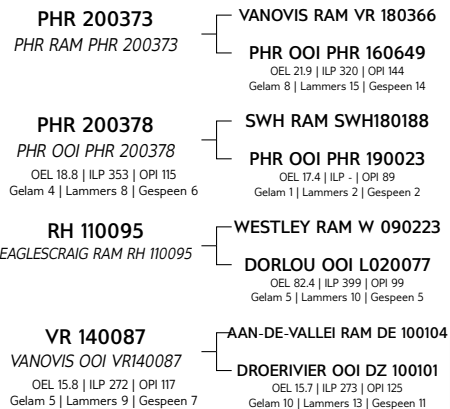 PHR 200373
PHR RAM PHR 200373
VANOVIS RAM VR 180366
PHR OOI PHR 160649
OEL 21.9 | ILP 320 | OPI 144
Gelam 8 | Lammers 15 | Gespeen 14
PHR 200378
PHR OOI PHR 200378
OEL 18.8 | ILP 353 | OPI 115
Gelam 4 | Lammers 8 | Gespeen 6
SWH RAM SWH180188
PHR OOI PHR 190023
OEL 17.4 | ILP - | OPI 89
Gelam 1 | Lammers 2 | Gespeen 2
RH 110095
EAGLESCRAIG RAM RH 110095
WESTLEY RAM W 090223
DORLOU OOI L020077
OEL 82.4 | ILP 399 | OPI 99
Gelam 5 | Lammers 10 | Gespeen 5
VR 140087
VANOVIS OOI VR140087
OEL 15.8 | ILP 272 | OPI 117
Gelam 5 | Lammers 9 | Gespeen 7
AAN-DE-VALLEI RAM DE 100104
DROERIVIER OOI DZ 100101
OEL 15.7 | ILP 273 | OPI 125
Gelam 10 | Lammers 13 | Gespeen 11